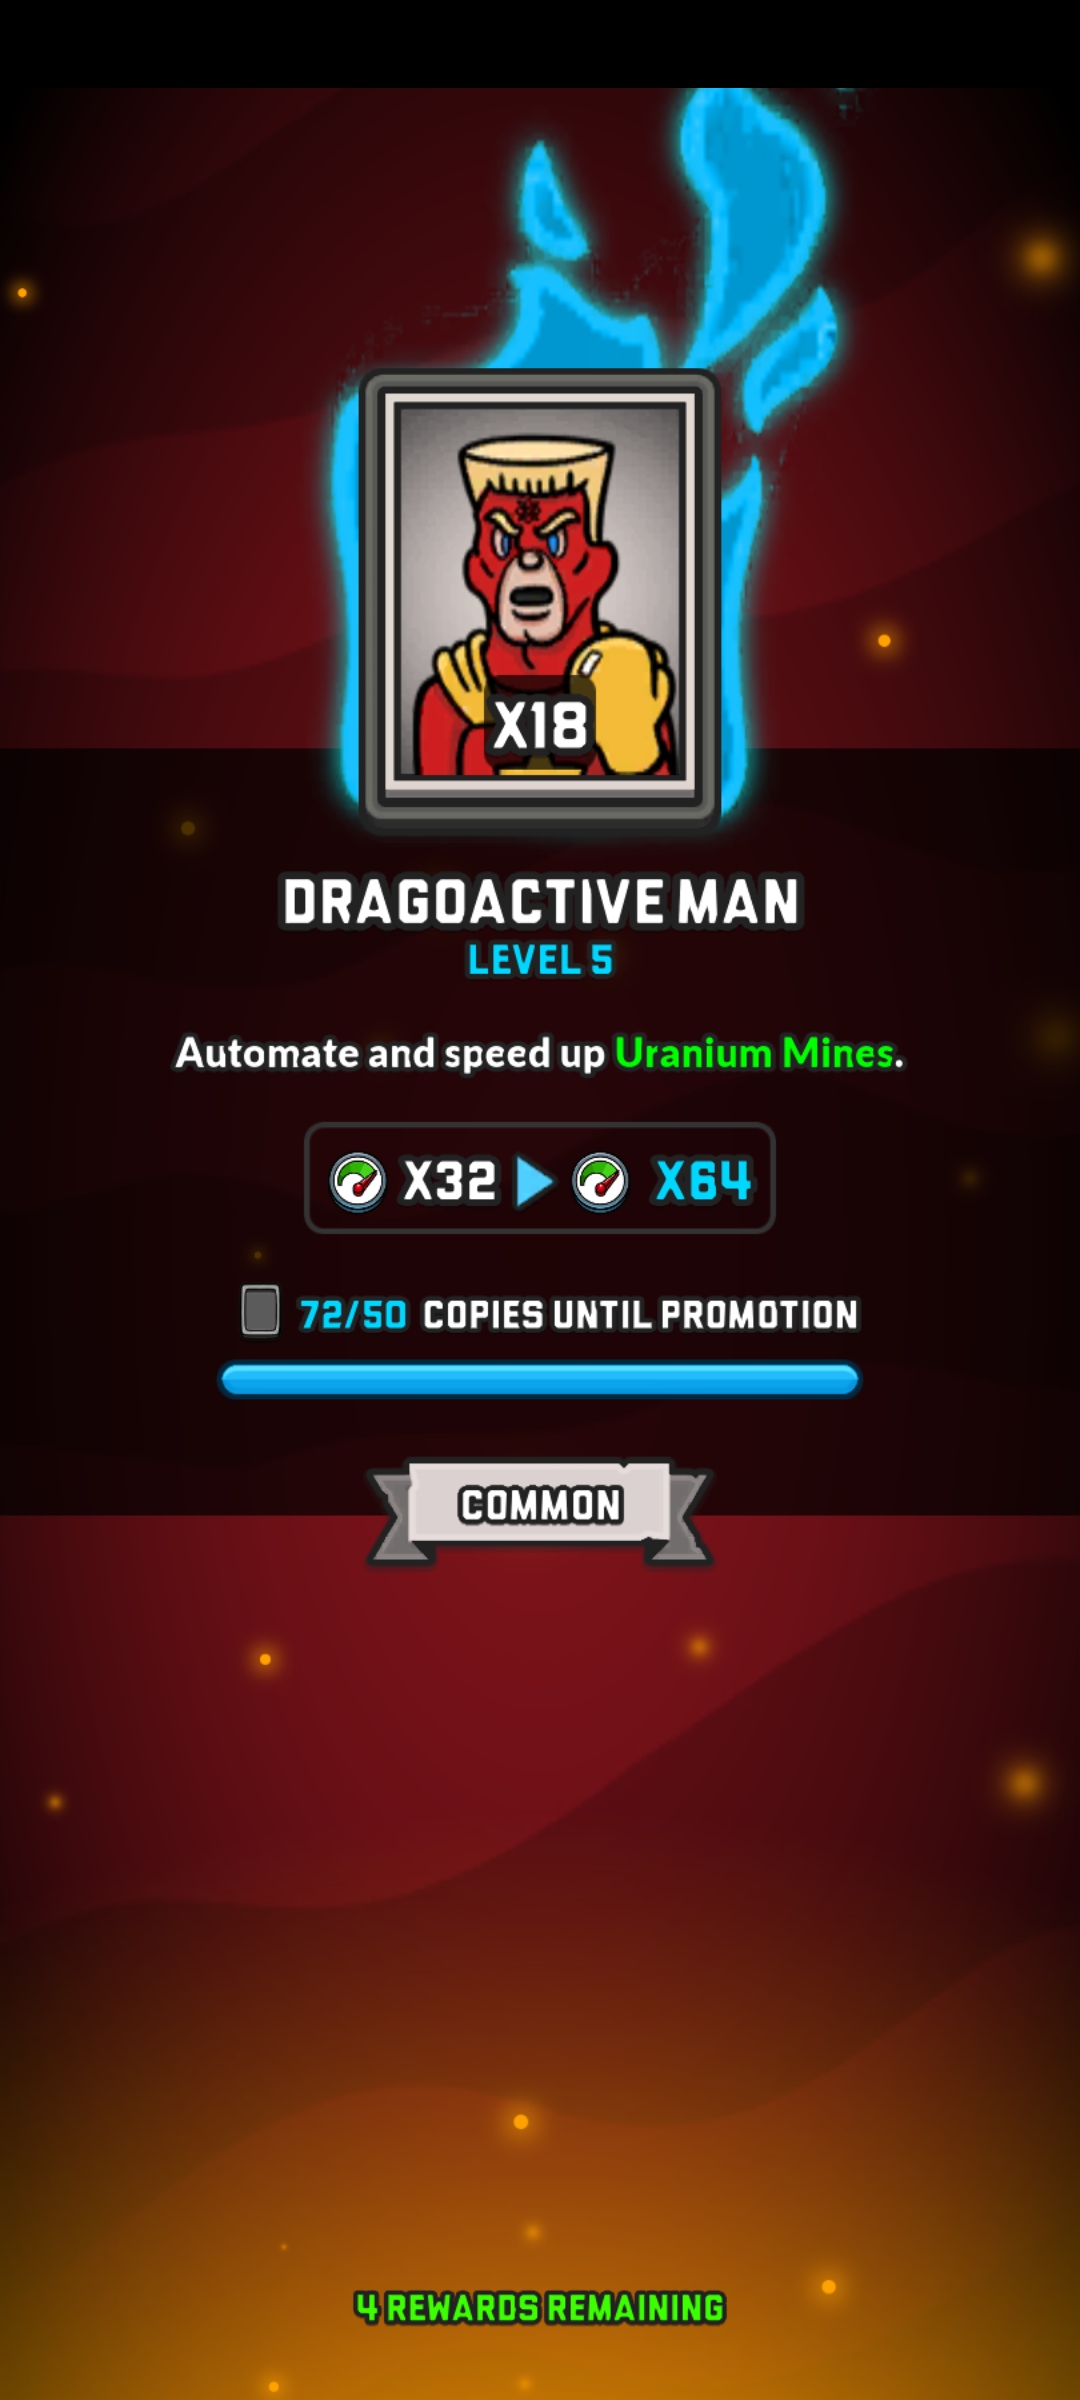 X18
DRAGOACTIVE MAN
LEVEL 5
Automate and speed up Uranium Mines.
X32 X64
72/50 COPIES UNTIL PROMOTION
COMMON
4 REWARDS REMAINING